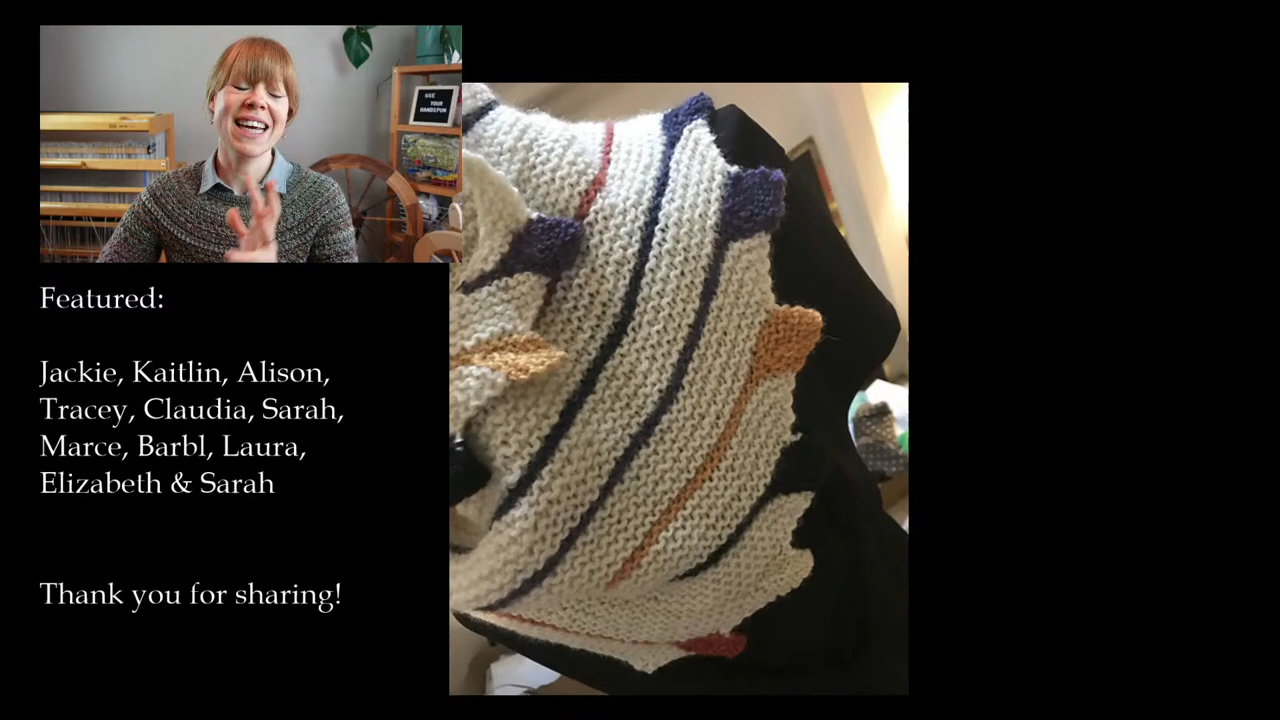 USE
YOUR
HANDSPUN
Featured:
Jackie, Kaitlin, Alison,
Tracey, Claudia, Sarah,
Marce, Barbl, Laura,
Elizabeth & Sarah
Thank you for sharing!